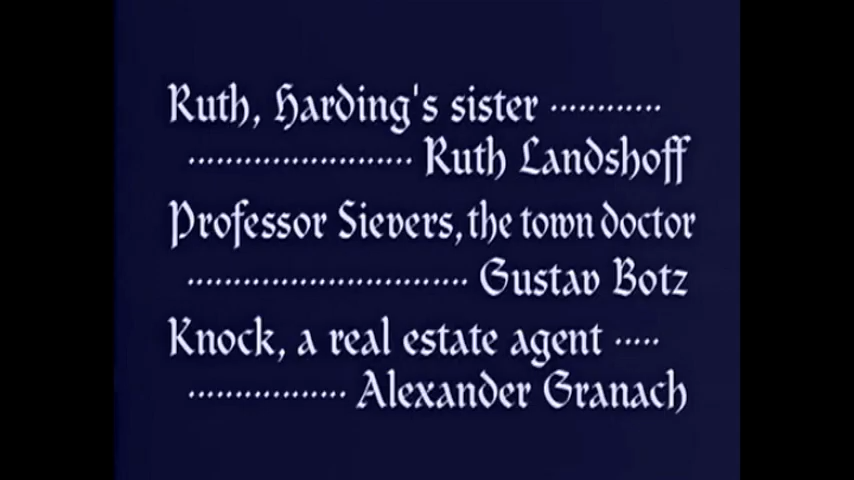 Ruth, Harding's sister ············
························ Ruth Landshoff
Professor Sievers, the town doctor
····························· Gustav Botz
Knock, a real estate agent ·····
················· Alexander Granach